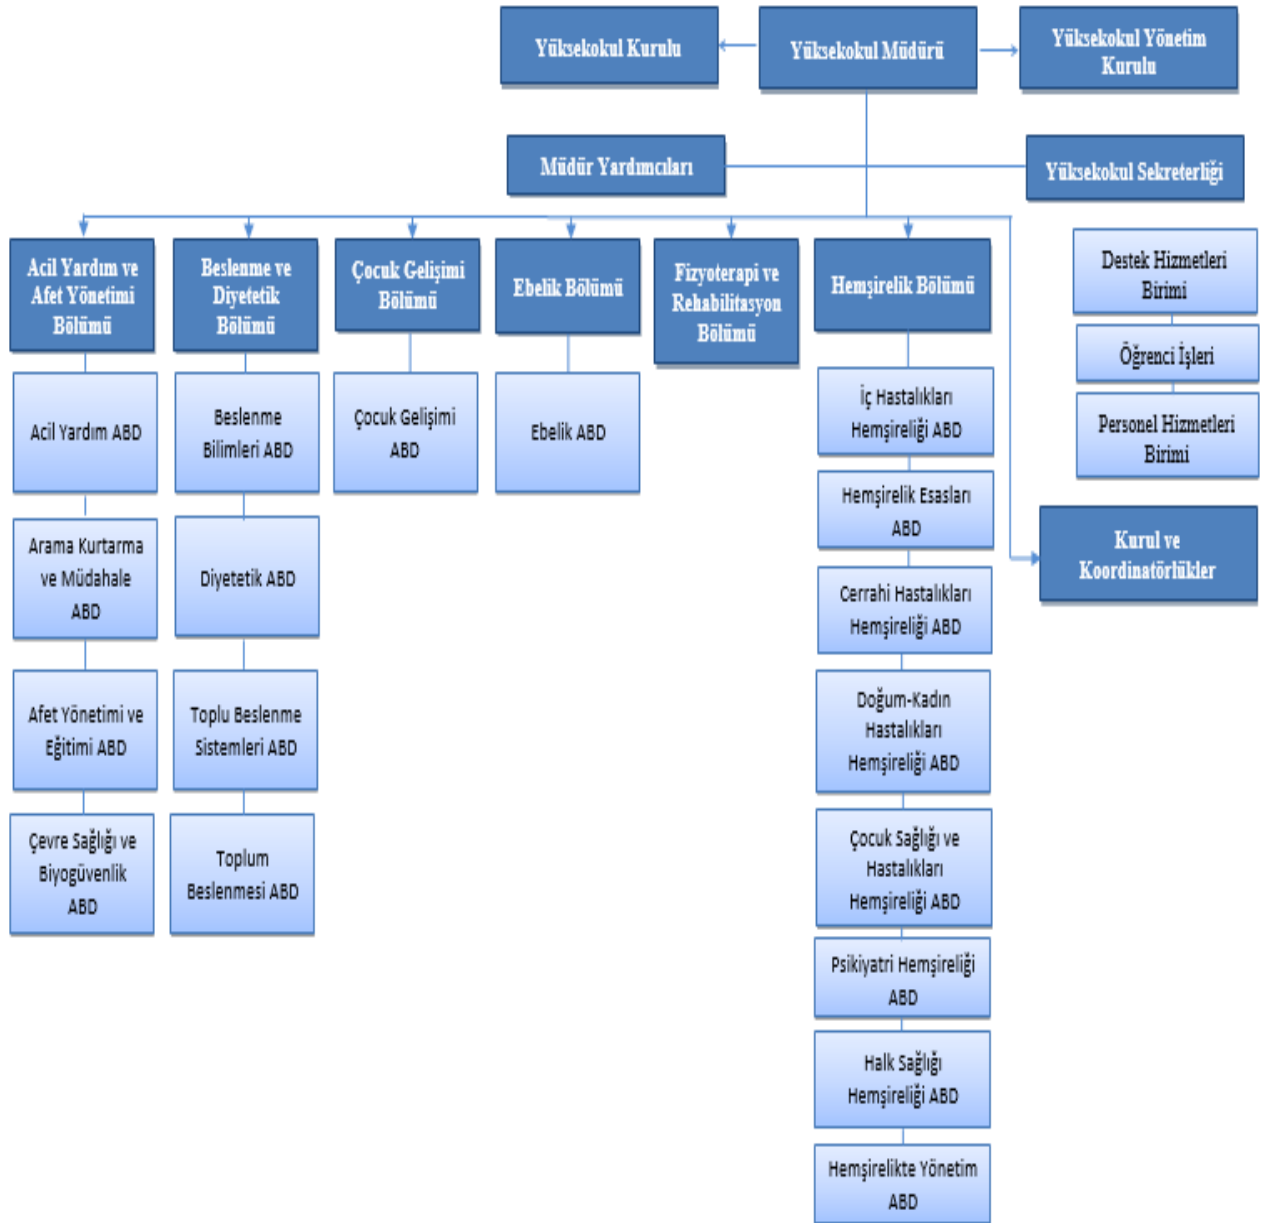 Yüksekokul Kurulu
Yüksekokul Müdürü
Yüksekokul Yönetim
Kurulu
Müdür Yardımcıları
Yüksekokul Sekreterliği
Acil Yardım ve
Afet Yönetimi
Bölümü
Beslenme ve
Diyetetik
Bölümü
Çocuk Gelişimi
Bölümü
Ebelik Bölümü
Fizyoterapi ve
Rehabilitasyon
Bölümü
Hemşirelik Bölümü
Destek Hizmetleri
Birimi
Öğrenci İşleri
Personel Hizmetleri
Birimi
Kurul ve
Koordinatörlükler
Acil Yardım ABD
Arama Kurtarma
ve Müdahale
ABD
Afet Yönetimi ve
Eğitimi ABD
Çevre Sağlığı ve
Biyogüvenlik
ABD
Beslenme
Bilimleri ABD
Diyetetik ABD
Toplu Beslenme
Sistemleri ABD
Toplum
Beslenmesi ABD
Çocuk Gelişimi
ABD
Ebelik ABD
İç Hastalıkları
Hemşireliği ABD
Hemşirelik Esasları
ABD
Cerrahi Hastalıkları
Hemşireliği ABD
Doğum-Kadın
Hastalıkları
Hemşireliği ABD
Çocuk Sağlığı ve
Hastalıkları
Hemşireliği ABD
Psikiyatri Hemşireliği
ABD
Halk Sağlığı
Hemşireliği ABD
Hemşirelikte Yönetim
ABD